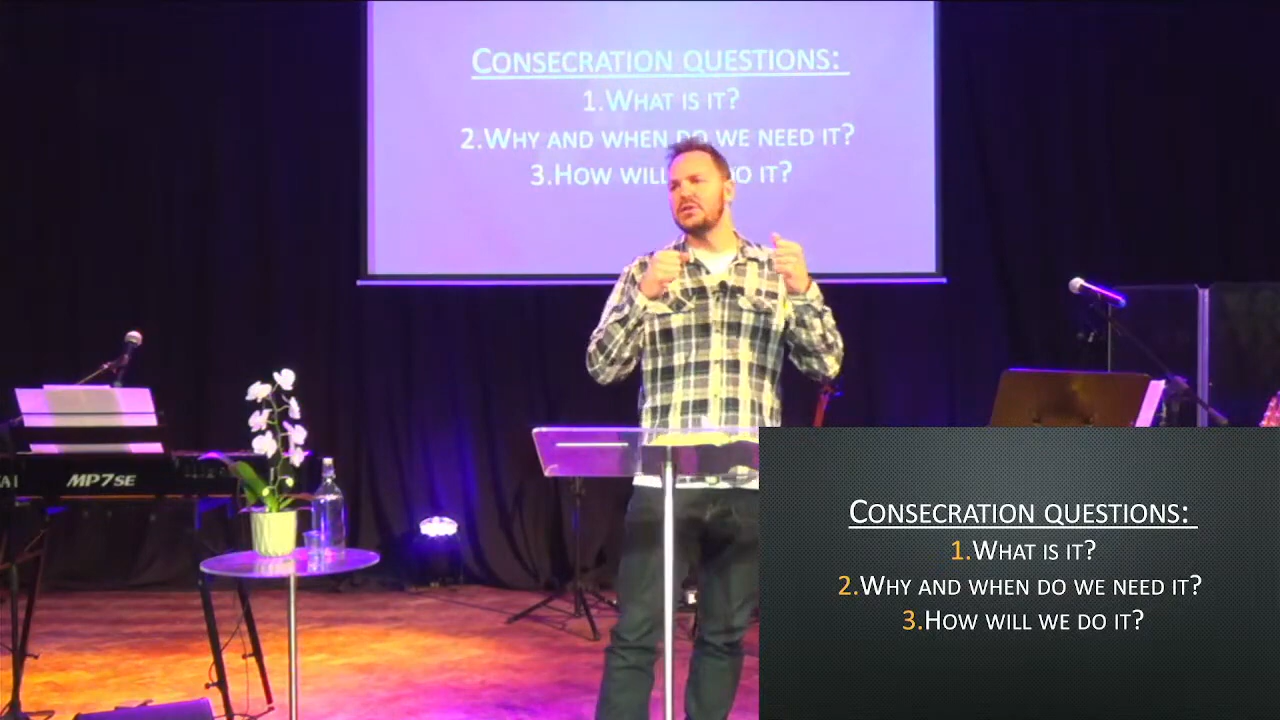 CONSECRATION QUESTIONS:
1.WHAT IS IT?
2.WHY AND WHEN DO WE NEED IT?
3.HOW WILL DO IT?
MP7SE
CONSECRATION QUESTIONS:
1.WHAT IS IT?
2.WHY AND WHEN DO WE NEED IT?
3.HOW WILL WE DO IT?